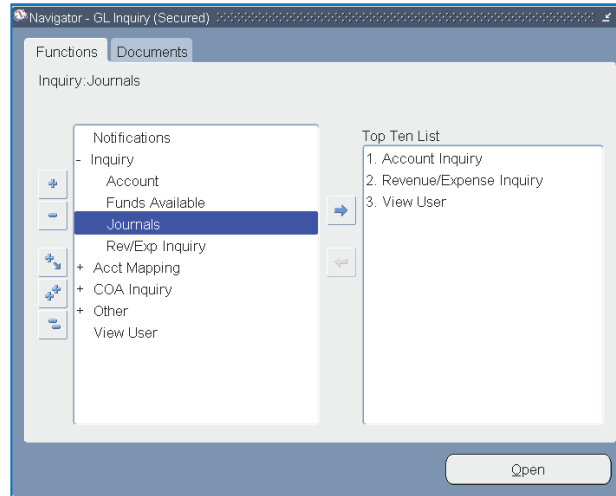 Navigator - GL Inquiry (Secured)
Functions Documents
Inquiry:Journals
Notifications
- Inquiry
Account
Funds Available
Journals
Rev/Exp Inquiry
+ Acct Mapping
+ COA Inquiry
+ Other
View User
Top Ten List
1. Account Inquiry
2. Revenue/Expense Inquiry
3. View User
Open